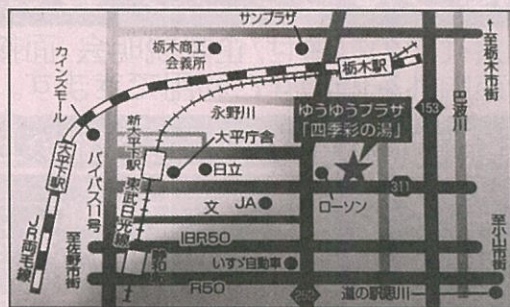 サンプラザ
栃木商工
会議所
栃木駅
↑至栃木市街
カインズモール
永野川
153
巴波川
ゆうゆうプラザ
「四季彩の湯」
新大平下駅
大平庁舎
大平下駅
バイパス11号
日立
311
東武日光線
ローソン
文
JA
JR両毛線
至佐野市街
静和駅
IBR50
至小山市街
いすゞ自動車
R50
252
道の駅思川